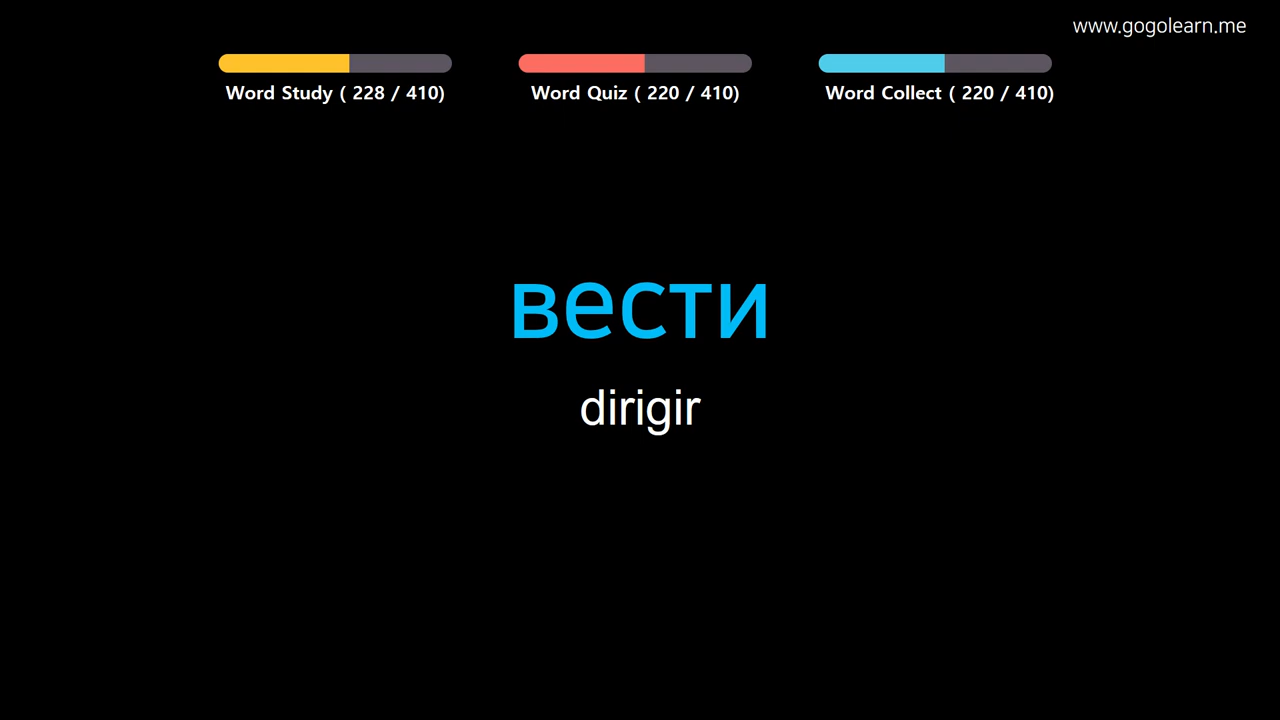 www.gogolearn.me
Word Study ( 228 / 410)
Word Quiz ( 220 / 410)
Word Collect ( 220 / 410)
вести
dirigir